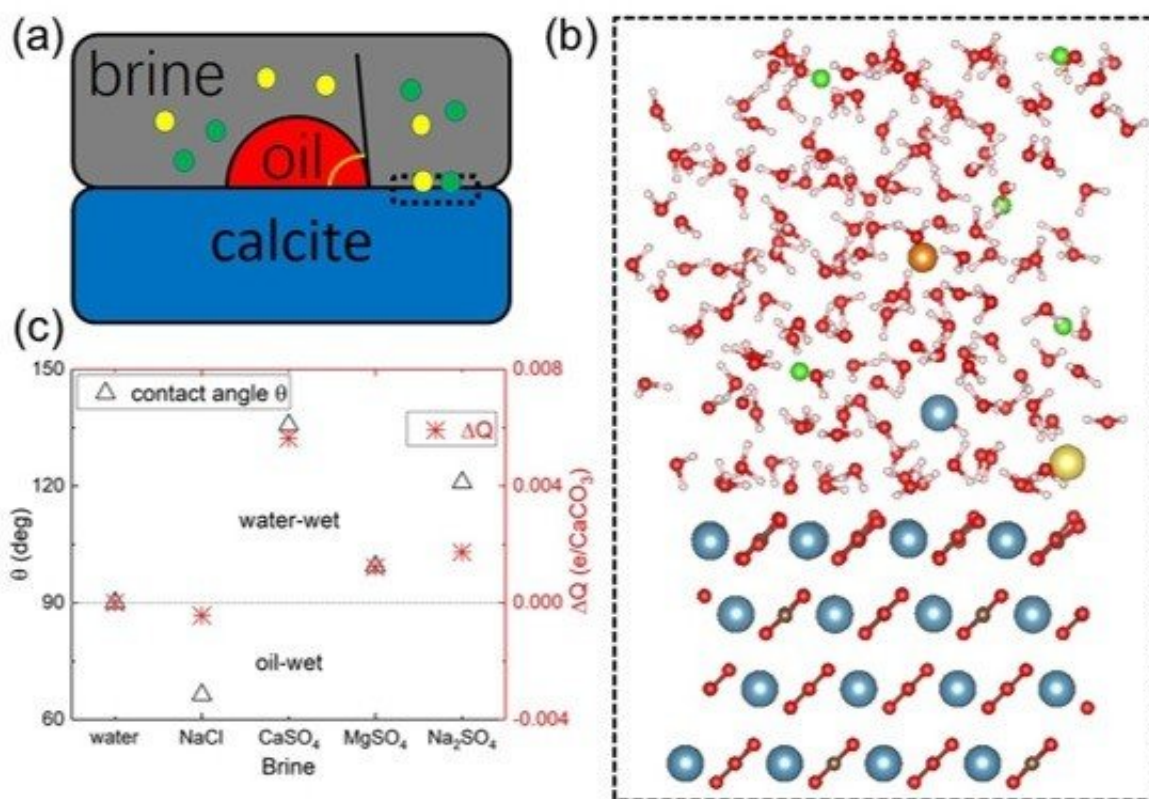 (a)
brine
oil
calcite
(b)
(c)
150
120
90
60
θ (deg)
contact angle θ
ΔQ
water-wet
oil-wet
0.008
0.004
0.000
-0.004
ΔQ (e/CaCO₃)
water NaCl CaSO₄ MgSO₄ Na₂SO₄
Brine